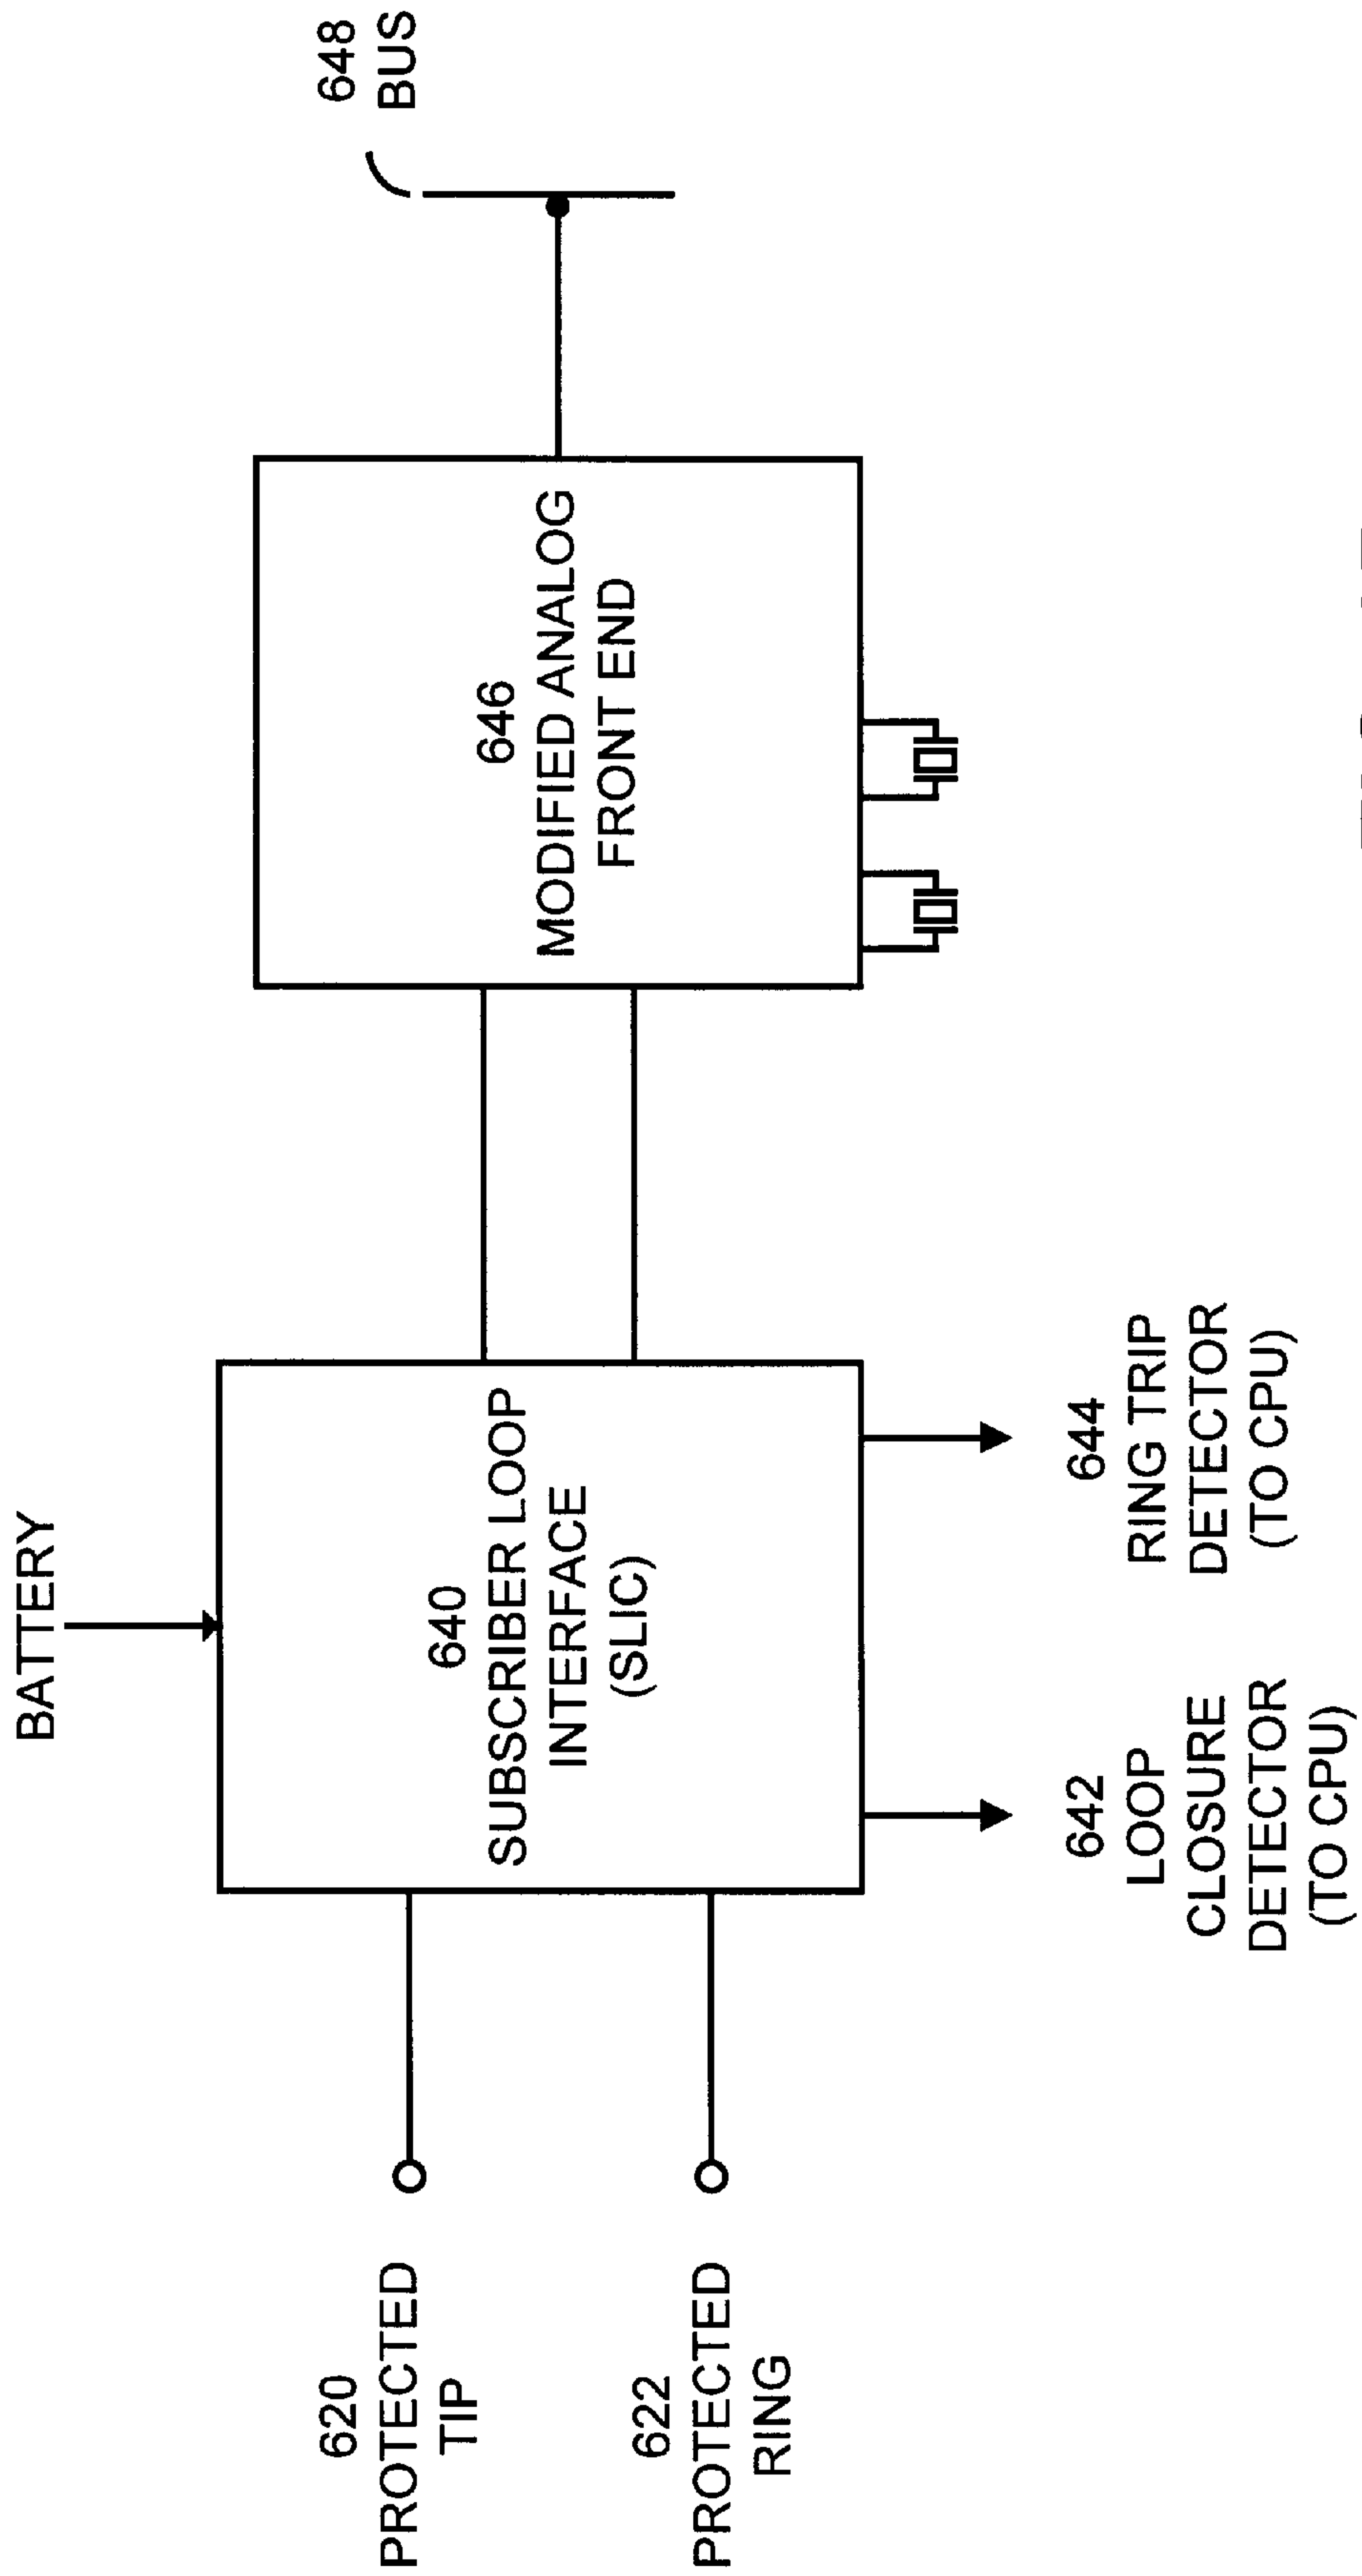 BATTERY
648
BUS
620
PROTECTED
TIP
622
PROTECTED
RING
640
SUBSCRIBER LOOP
INTERFACE
(SLIC)
646
MODIFIED ANALOG
FRONT END
642
LOOP
CLOSURE
DETECTOR
(TO CPU)
644
RING TRIP
DETECTOR
(TO CPU)